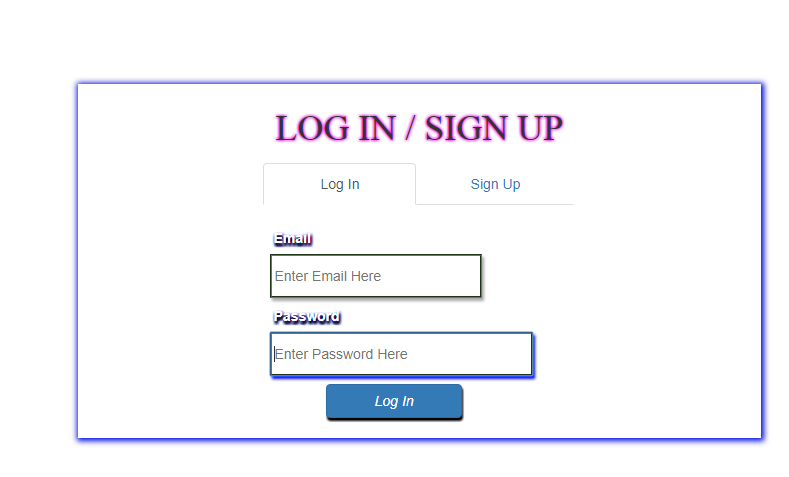 LOG IN / SIGN UP
Log In Sign Up
Email
Enter Email Here
Password
Enter Password Here
Log In